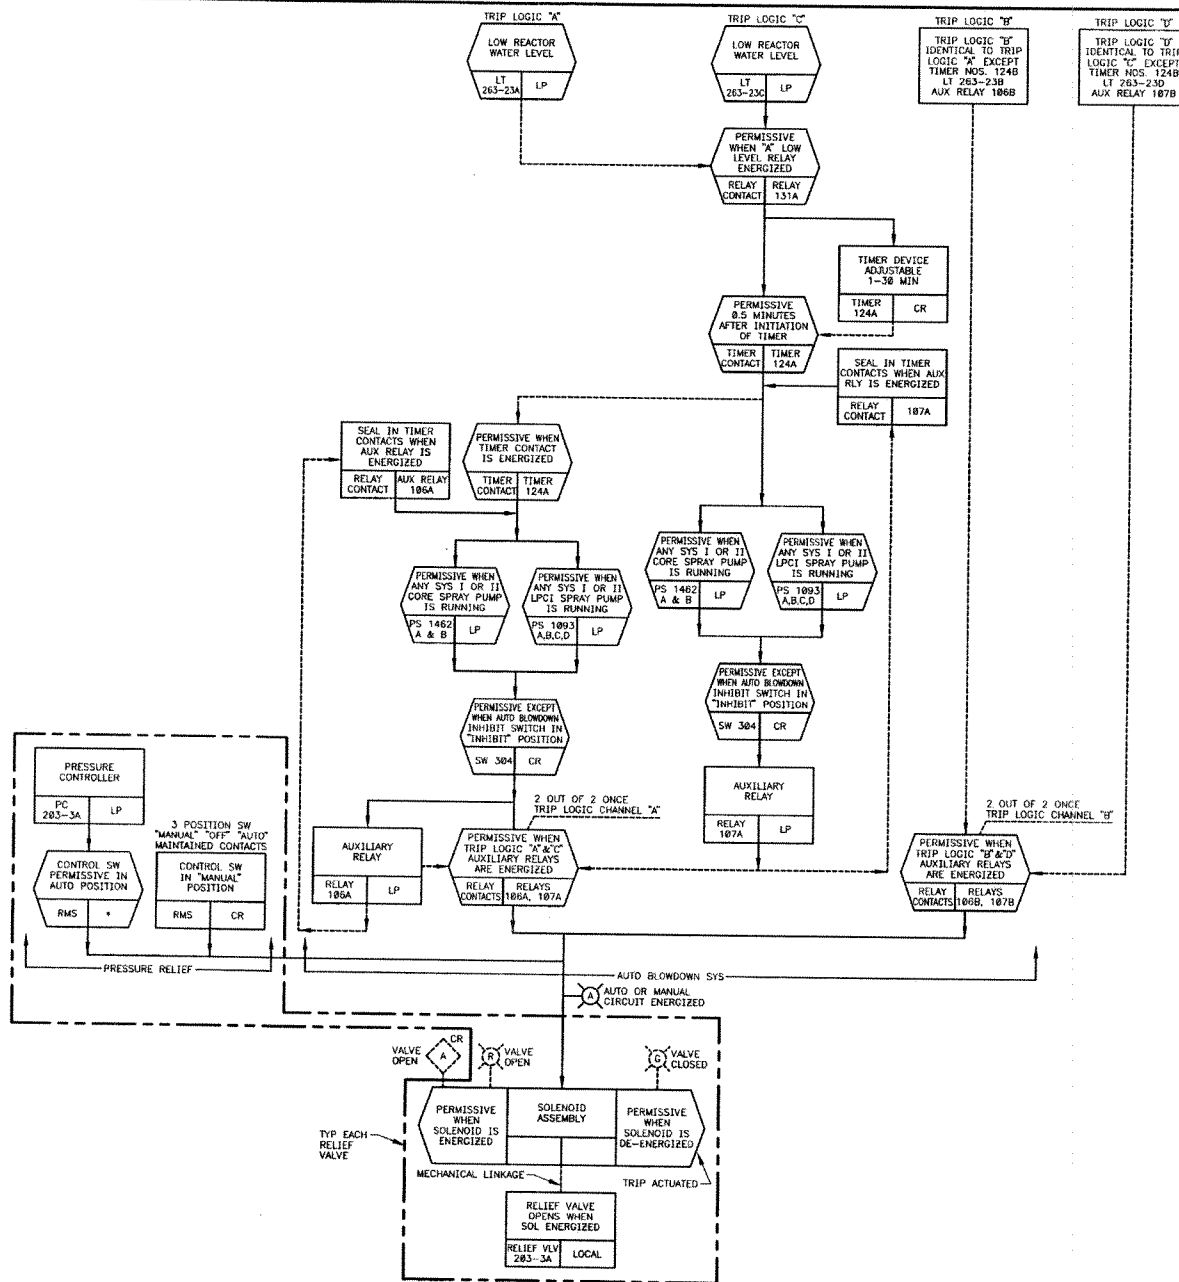 TRIP LOGIC "A"
LOW REACTOR
WATER LEVEL
LT
263-23A
LP
TRIP LOGIC "C"
LOW REACTOR
WATER LEVEL
LT
263-23C
LP
TRIP LOGIC "B"
TRIP LOGIC "B"
IDENTICAL TO TRIP
LOGIC "A" EXCEPT
TIMER NOS. 124B
LT 263-23B
AUX RELAY 106B
TRIP LOGIC "D"
TRIP LOGIC "D"
IDENTICAL TO TRIP
LOGIC "C" EXCEPT
TIMER NOS. 124B
LT 263-23D
AUX RELAY 107B
PERMISSIVE
WHEN "A" LOW
LEVEL RELAY
ENERGIZED
RELAY
CONTACT
RELAY
131A
TIMER DEVICE
ADJUSTABLE
1-30 MIN
TIMER
124A
CR
PERMISSIVE
0.5 MINUTES
AFTER INITIATION
OF TIMER
TIMER
CONTACT
TIMER
124A
SEAL IN TIMER
CONTACTS WHEN AUX
RLY IS ENERGIZED
RELAY
CONTACT
107A
SEAL IN TIMER
CONTACTS WHEN
AUX RELAY IS
ENERGIZED
RELAY
CONTACT
AUX RELAY
106A
PERMISSIVE WHEN
TIMER CONTACT
IS ENERGIZED
TIMER
CONTACT
TIMER
124A
PERMISSIVE WHEN
ANY SYS I OR II
CORE SPRAY PUMP
IS RUNNING
PS 1462
A & B
LP
PERMISSIVE WHEN
ANY SYS I OR II
LPCI SPRAY PUMP
IS RUNNING
PS 1093
A,B,C,D
LP
PERMISSIVE WHEN
ANY SYS I OR II
CORE SPRAY PUMP
IS RUNNING
PS 1462
A & B
LP
PERMISSIVE WHEN
ANY SYS I OR II
LPCI SPRAY PUMP
IS RUNNING
PS 1093
A,B,C,D
LP
PERMISSIVE EXCEPT
WHEN AUTO BLOWDOWN
INHIBIT SWITCH IN
"INHIBIT" POSITION
SW 304
CR
PERMISSIVE EXCEPT
WHEN AUTO BLOWDOWN
INHIBIT SWITCH IN
"INHIBIT" POSITION
SW 304
CR
PRESSURE
CONTROLLER
PC
203-3A
LP
3 POSITION SW
"MANUAL" "OFF" "AUTO"
MAINTAINED CONTACTS
CONTROL SW
PERMISSIVE IN
AUTO POSITION
RMS
*
CONTROL SW
IN "MANUAL"
POSITION
RMS
CR
PRESSURE RELIEF
AUXILIARY
RELAY
RELAY
106A
LP
2 OUT OF 2 ONCE
TRIP LOGIC CHANNEL "A"
PERMISSIVE WHEN
TRIP LOGIC "A"&"C"
AUXILIARY RELAYS
ARE ENERGIZED
RELAY
CONTACTS
RELAYS
106A, 107A
AUXILIARY
RELAY
RELAY
107A
LP
2 OUT OF 2 ONCE
TRIP LOGIC CHANNEL "B"
PERMISSIVE WHEN
TRIP LOGIC "B"&"D"
AUXILIARY RELAYS
ARE ENERGIZED
RELAY
CONTACTS
RELAYS
106B, 107B
AUTO BLOWDOWN SYS
A
AUTO OR MANUAL
CIRCUIT ENERGIZED
VALVE
OPEN
A
CR
R
VALVE
OPEN
G
VALVE
CLOSED
PERMISSIVE
WHEN
SOLENOID IS
ENERGIZED
SOLENOID
ASSEMBLY
PERMISSIVE
WHEN
SOLENOID IS
DE-ENERGIZED
TYP EACH
RELIEF
VALVE
MECHANICAL LINKAGE
TRIP ACTUATED
RELIEF VALVE
OPENS WHEN
SOL ENERGIZED
RELIEF VLV
203-3A
LOCAL